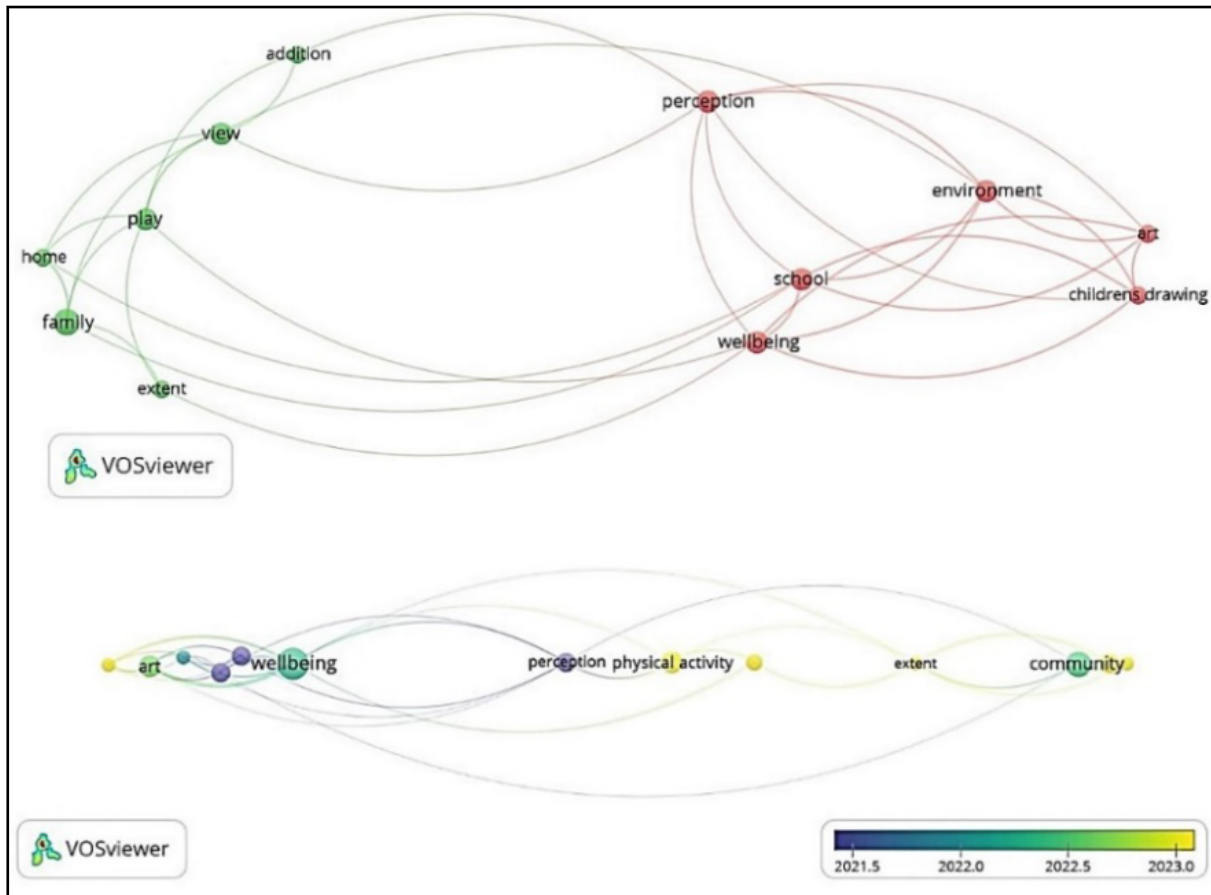 addition
perception
view
environment
play
art
home
school
childrens drawing
family
wellbeing
extent
VOSviewer
art
wellbeing
perception
physical activity
extent
community
VOSviewer
2021.5 2022.0 2022.5 2023.0